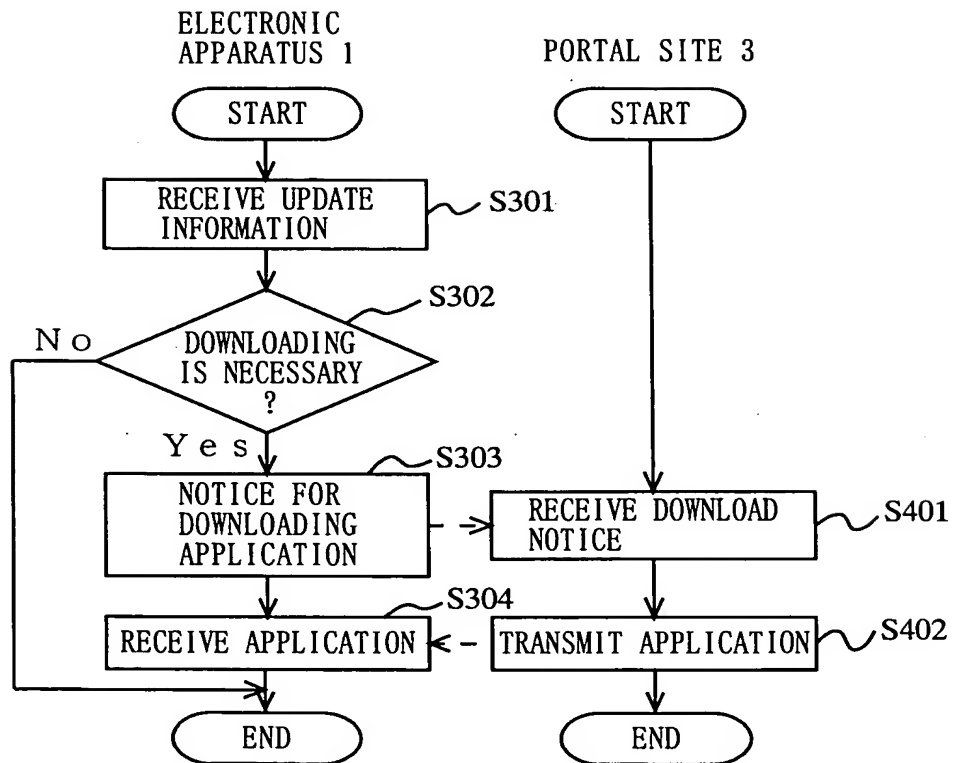 ELECTRONIC
APPARATUS 1
PORTAL SITE 3
START
START
RECEIVE UPDATE
INFORMATION
S301
S302
No
DOWNLOADING
IS NECESSARY
?
Yes
S303
NOTICE FOR
DOWNLOADING
APPLICATION
RECEIVE DOWNLOAD
NOTICE
S401
S304
RECEIVE APPLICATION
TRANSMIT APPLICATION
S402
END
END